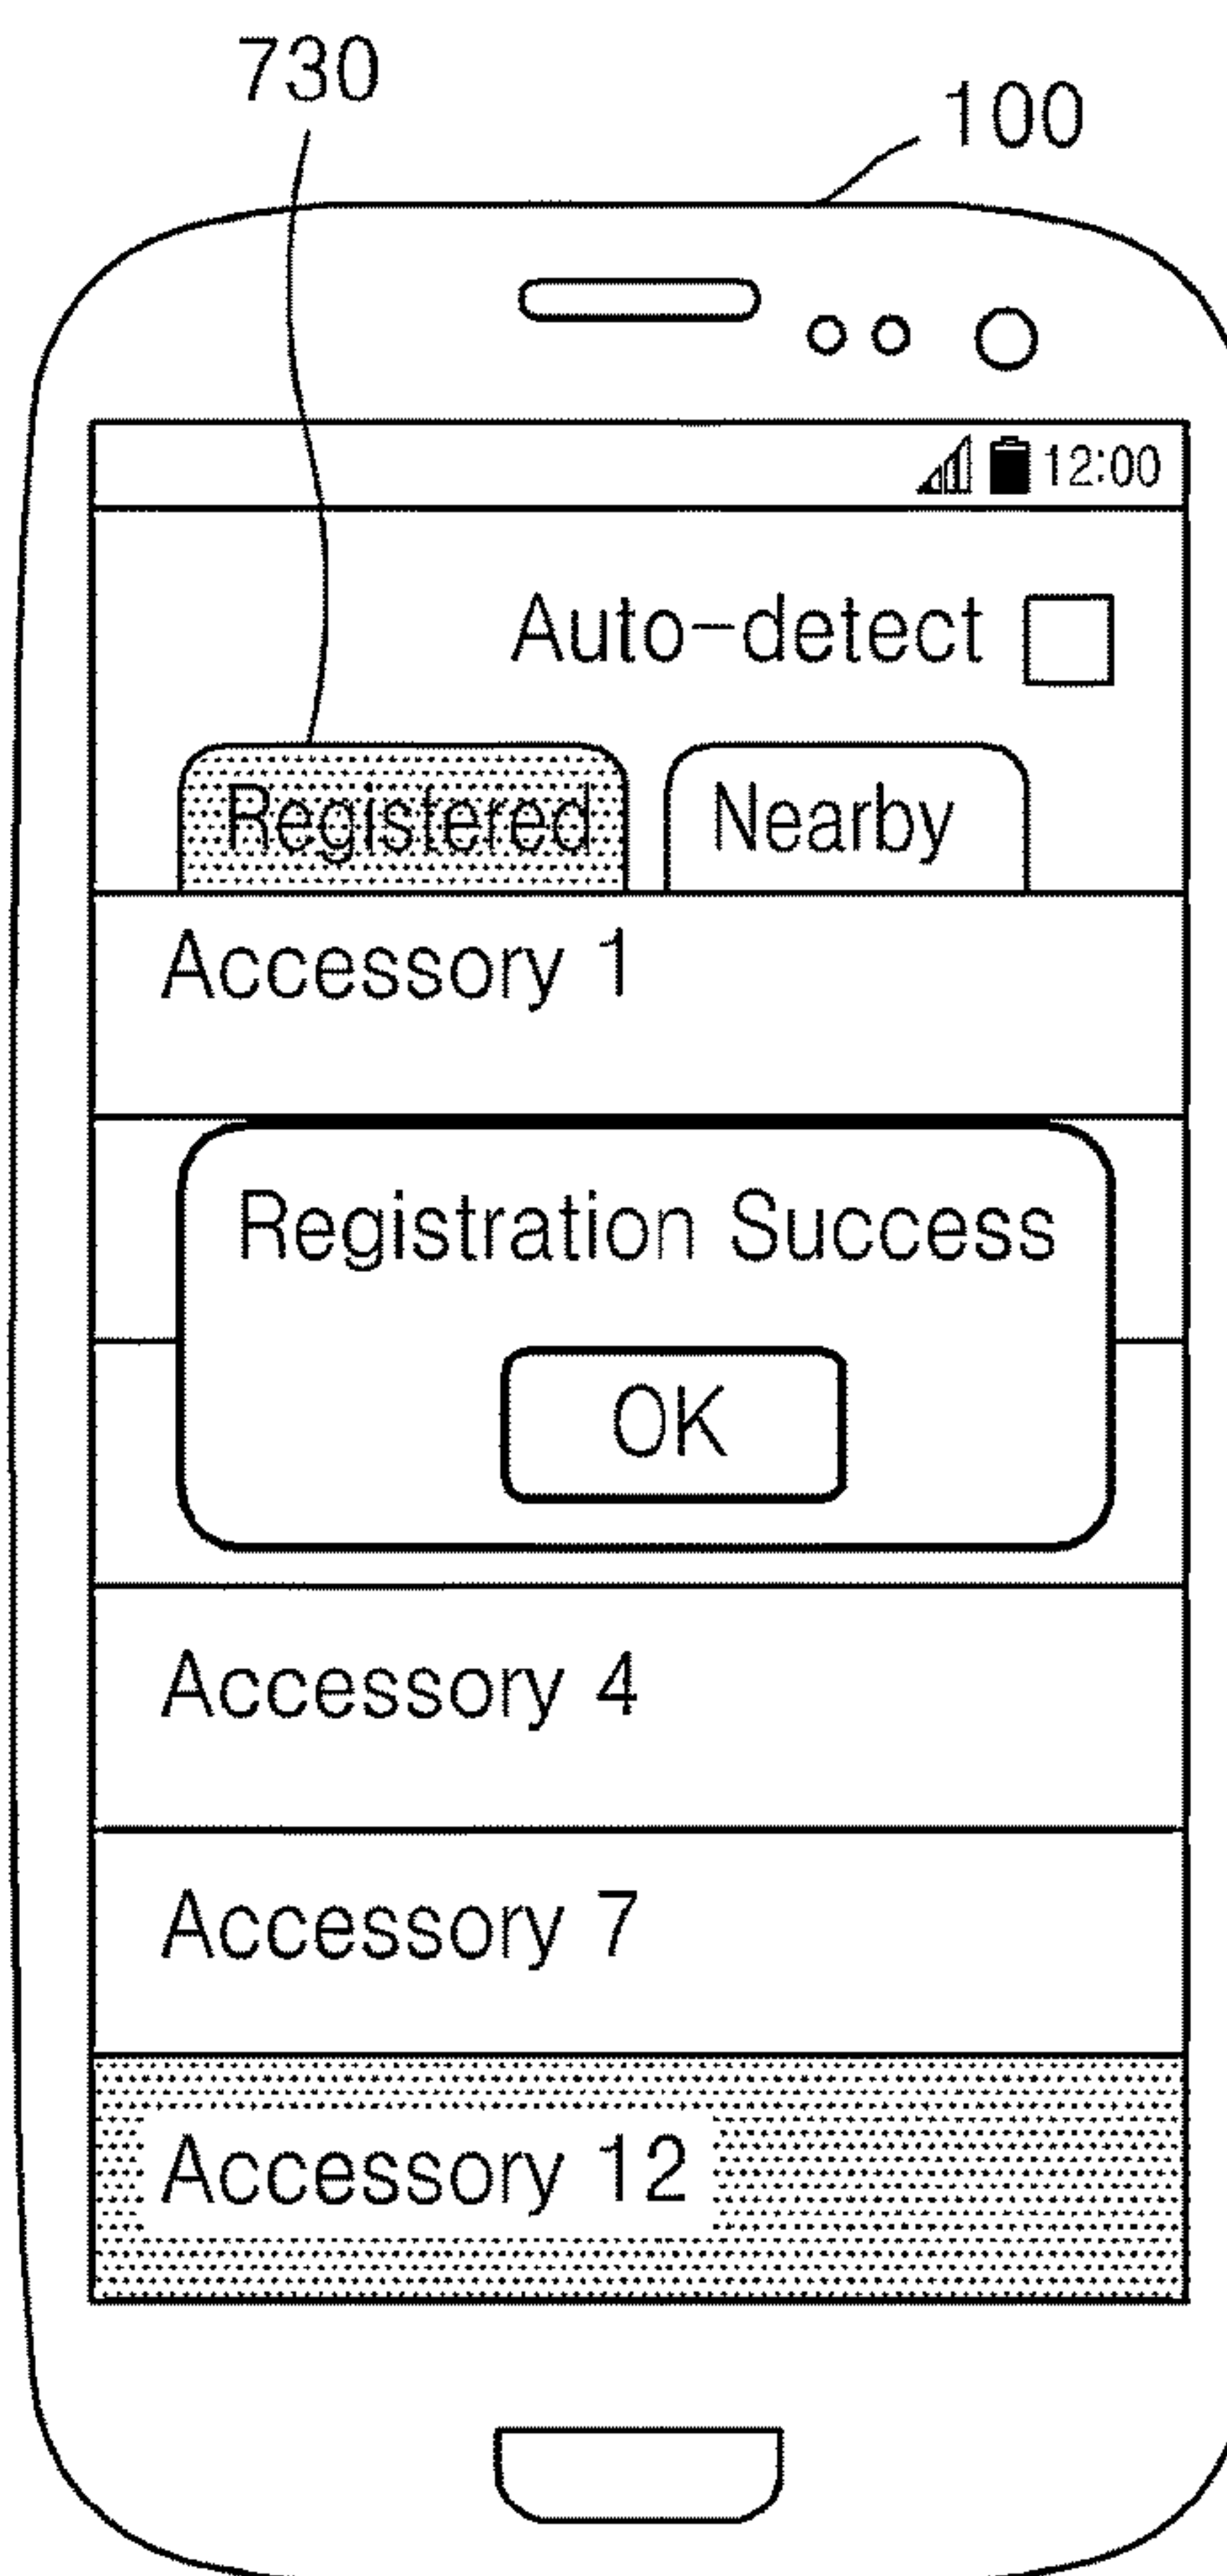 730
100
12:00
Auto-detect
Registered Nearby
Accessory 1
Registration Success
OK
Accessory 4
Accessory 7
Accessory 12